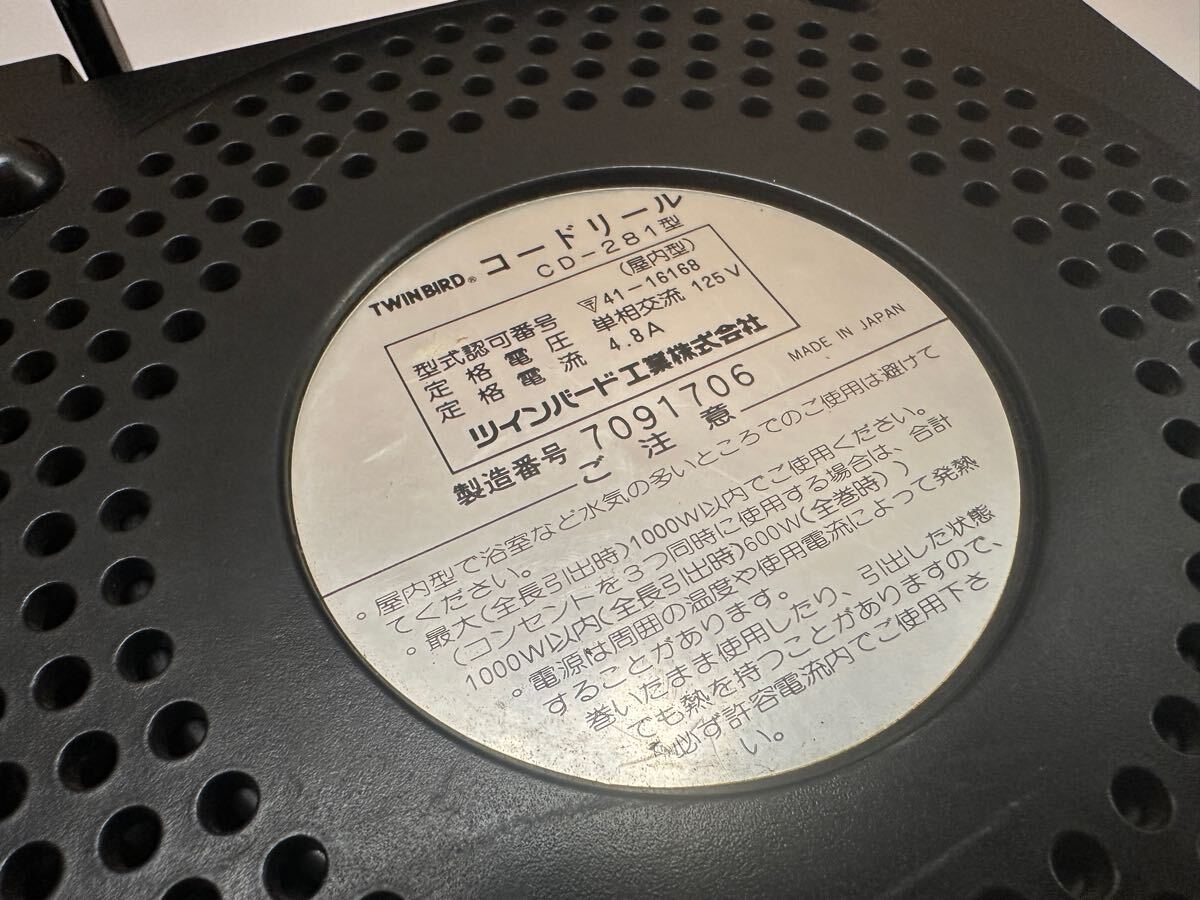 TWINBIRD® コードリール
CD-281型
(屋内型)
型式認可番号 〒41-16168
定格電圧 単相交流 125V
定格電流 4.8A
ツインバード工業株式会社
製造番号 7091706 MADE IN JAPAN
ご注意
。屋内型で浴室など水気の多いところでのご使用は避け
てください。
。最大(全長引出時)1000W以内でご使用ください。
(コンセントを3つ同時に使用する場合は、合計
1000W以内(全長引出時)600W(全巻時))
。電源は周囲の温度や使用電流によって発熱
することがあります。
巻いたまま使用したり、引出した状態
でも熱を持つことがありますので、
必ず許容電流内でご使用下さ
い。